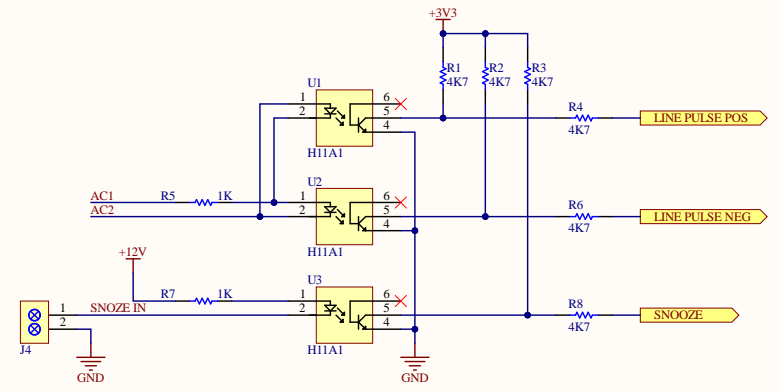 +3V3
R1
4K7
R2
4K7
R3
4K7
U1
1
2
6
5
4
H11A1
R4
4K7
LINE PULSE POS
AC1
AC2
R5
1K
U2
1
2
6
5
4
H11A1
R6
4K7
LINE PULSE NEG
+12V
R7
1K
U3
1
2
6
5
4
H11A1
R8
4K7
SNOOZE
1
2
SNOZE IN
J4
GND
GND